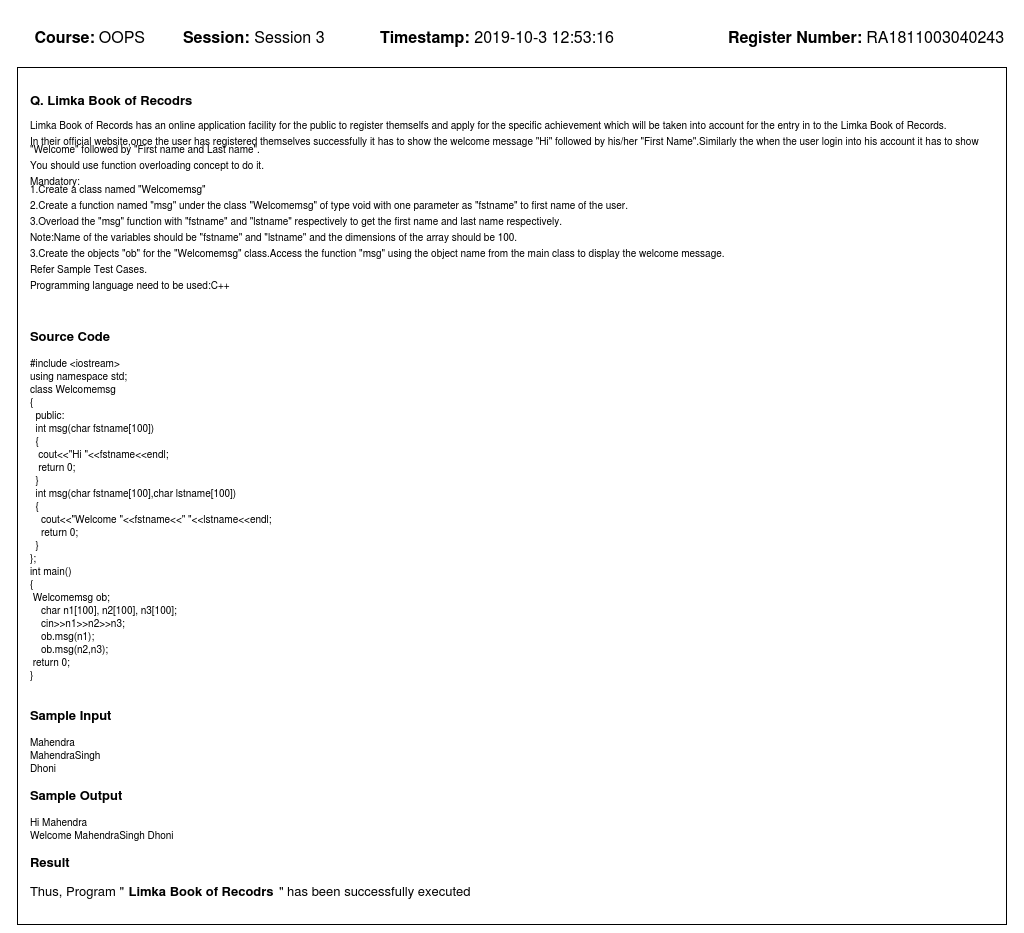 Course: OOPS Session: Session 3 Timestamp: 2019-10-3 12:53:16 Register Number: RA1811003040243
Q. Limka Book of Recodrs
Limka Book of Records has an online application facility for the public to register themselfs and apply for the specific achievement which will be taken into account for the entry in to the Limka Book of Records.
In their official website,once the user has registered themselves successfully it has to show the welcome message "Hi" followed by his/her "First Name".Similarly the when the user login into his account it has to show
"Welcome" followed by "First name and Last name".
You should use function overloading concept to do it.
Mandatory:
1.Create a class named "Welcomemsg"
2.Create a function named "msg" under the class "Welcomemsg" of type void with one parameter as "fstname" to first name of the user.
3.Overload the "msg" function with "fstname" and "lstname" respectively to get the first name and last name respectively.
Note:Name of the variables should be "fstname" and "lstname" and the dimensions of the array should be 100.
3.Create the objects "ob" for the "Welcomemsg" class.Access the function "msg" using the object name from the main class to display the welcome message.
Refer Sample Test Cases.
Programming language need to be used:C++
Source Code
#include <iostream>
using namespace std;
class Welcomemsg
{
public:
int msg(char fstname[100])
{
cout<<"Hi "<<fstname<<endl;
return 0;
}
int msg(char fstname[100],char lstname[100])
{
cout<<"Welcome "<<fstname<<" "<<lstname<<endl;
return 0;
}
};
int main()
{
Welcomemsg ob;
char n1[100], n2[100], n3[100];
cin>>n1>>n2>>n3;
ob.msg(n1);
ob.msg(n2,n3);
return 0;
}
Sample Input
Mahendra
MahendraSingh
Dhoni
Sample Output
Hi Mahendra
Welcome MahendraSingh Dhoni
Result
Thus, Program " Limka Book of Recodrs " has been successfully executed